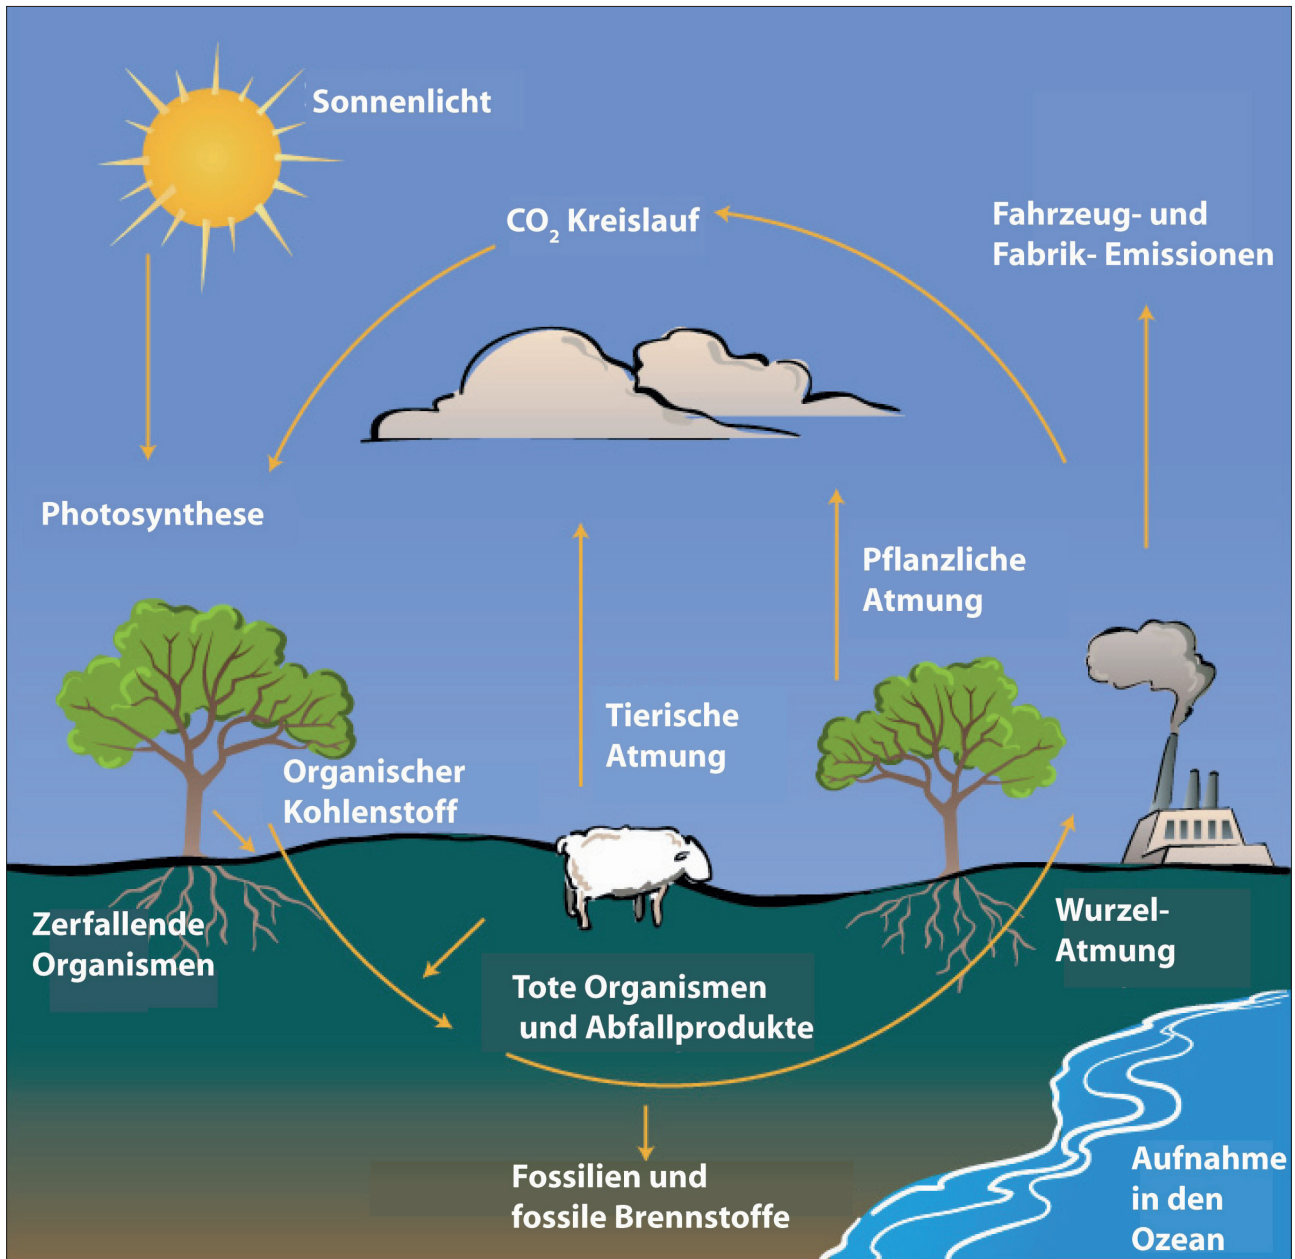 Sonnenlicht
CO₂ Kreislauf
Fahrzeug- und
Fabrik- Emissionen
Photosynthese
Pflanzliche
Atmung
Tierische
Atmung
Organischer
Kohlenstoff
Zerfallende
Organismen
Wurzel-
Atmung
Tote Organismen
und Abfallprodukte
Fossilien und
fossile Brennstoffe
Aufnahme
in den
Ozean